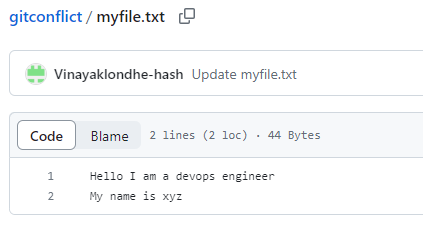 gitconflict / myfile.txt
Vinayaklondhe-hash Update myfile.txt
Code Blame 2 lines (2 loc) · 44 Bytes
1 Hello I am a devops engineer
2 My name is xyz